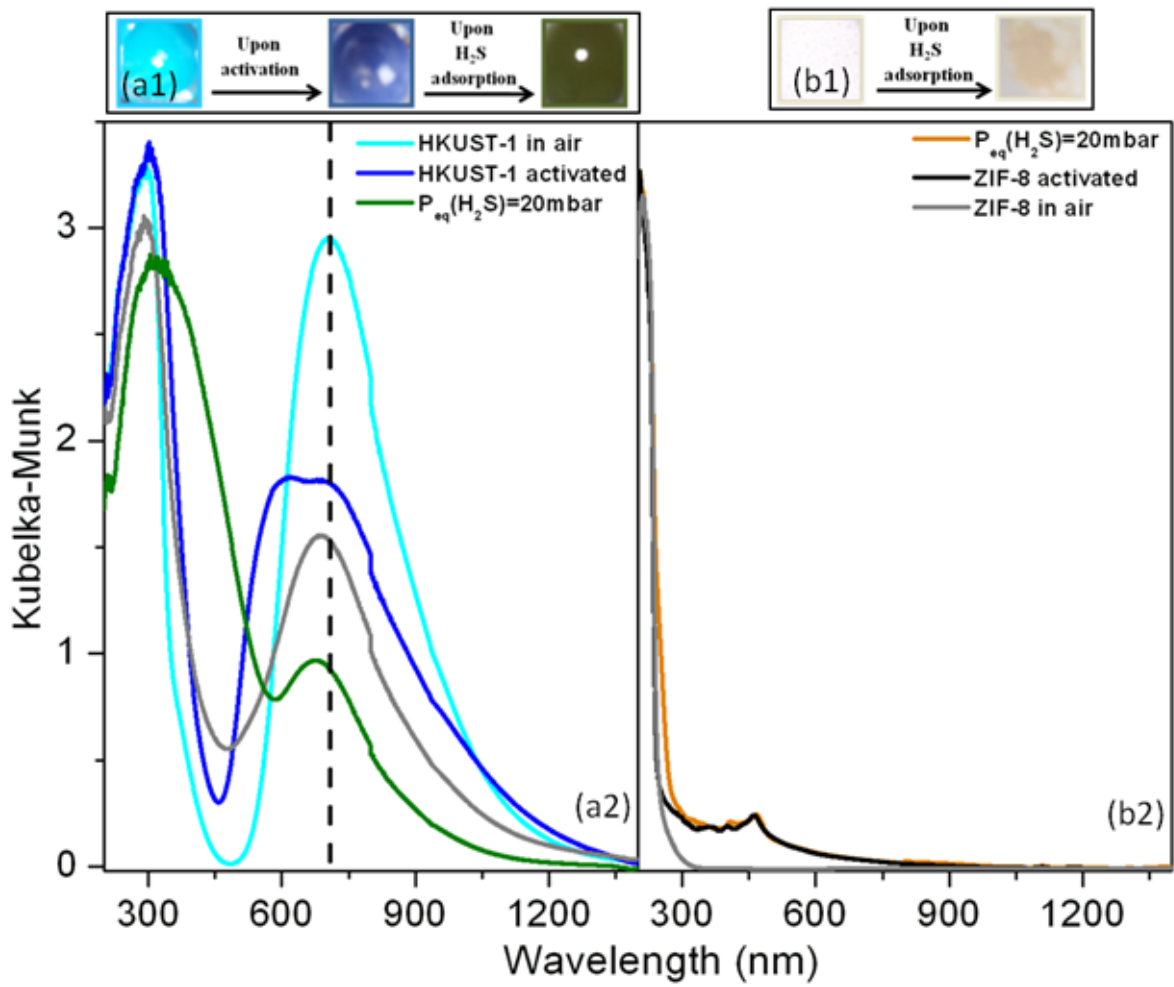 (a1)
Upon
activation
Upon
H₂S
adsorption
(b1)
Upon
H₂S
adsorption
HKUST-1 in air
HKUST-1 activated
Pₑq(H₂S)=20mbar
(a2)
Pₑq(H₂S)=20mbar
ZIF-8 activated
ZIF-8 in air
(b2)
Kubelka-Munk
3
2
1
0
300
600
900
1200
300
600
900
1200
Wavelength (nm)